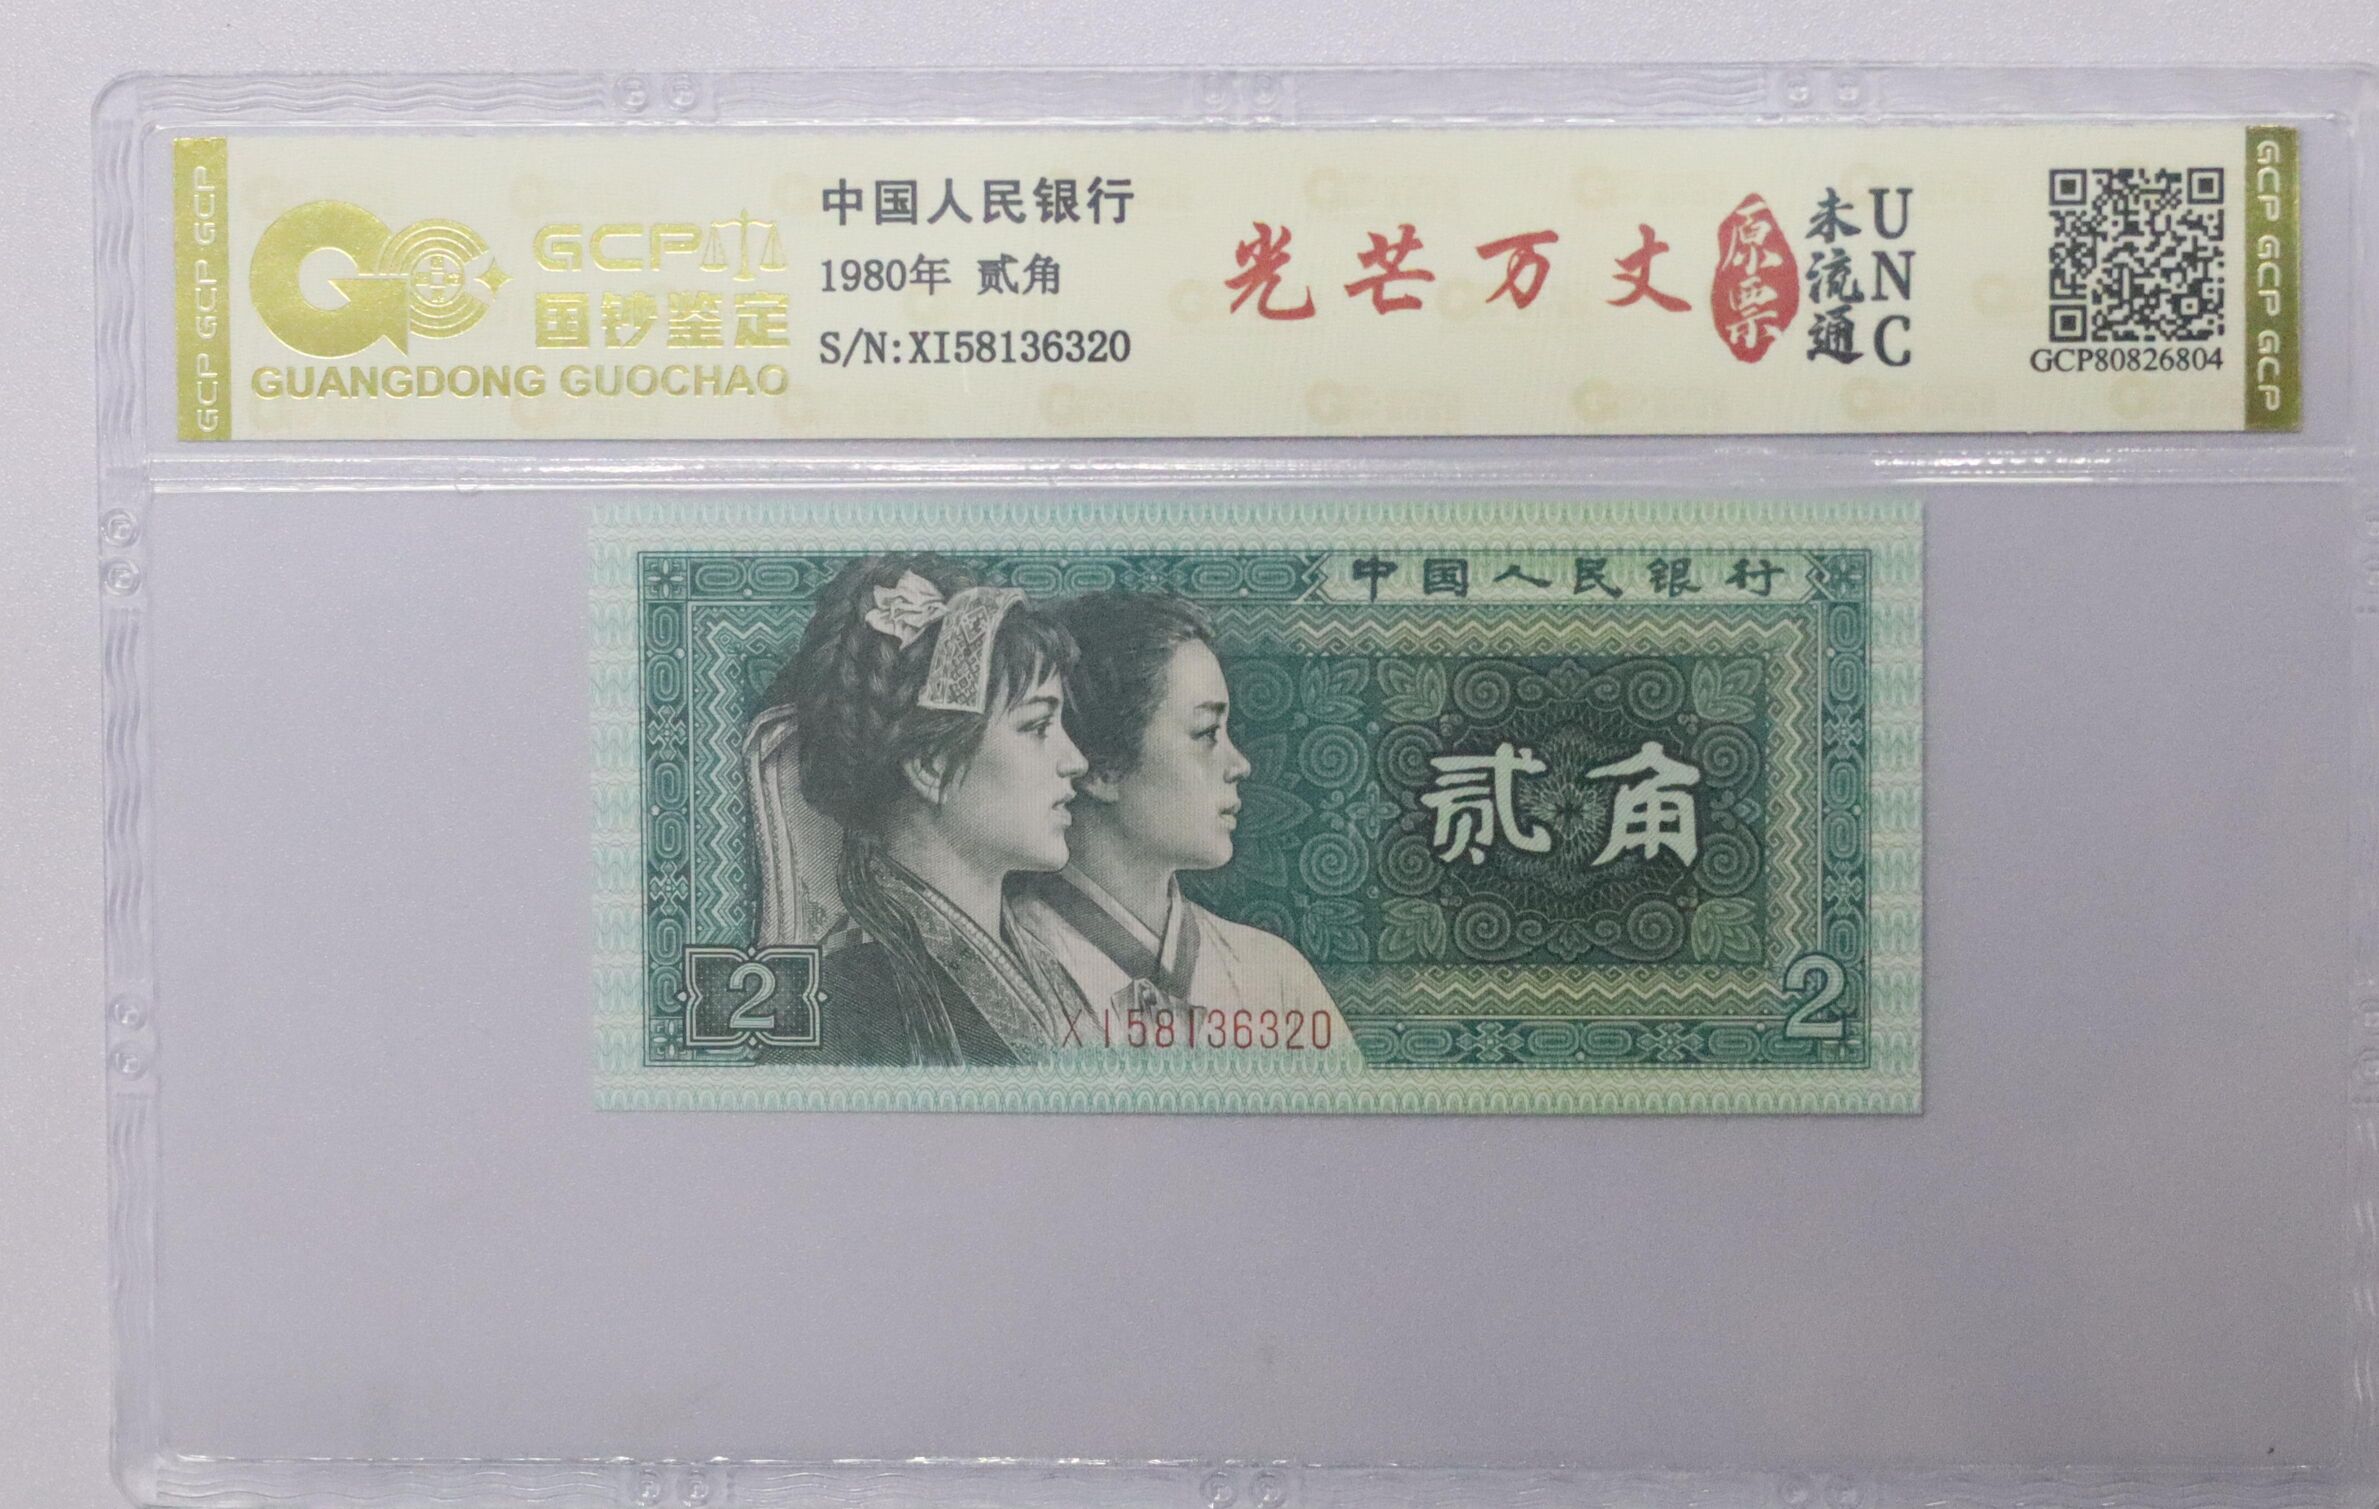 GCP GCP GCP
GCP
国钞鉴定
GUANGDONG GUOCHAO
中国人民银行
1980年 贰角
S/N:XI58136320
光芒万丈
原票
未流通
UNC
GCP80826804
GCP GCP GCP
中国人民银行
贰角
2
2
XI58136320